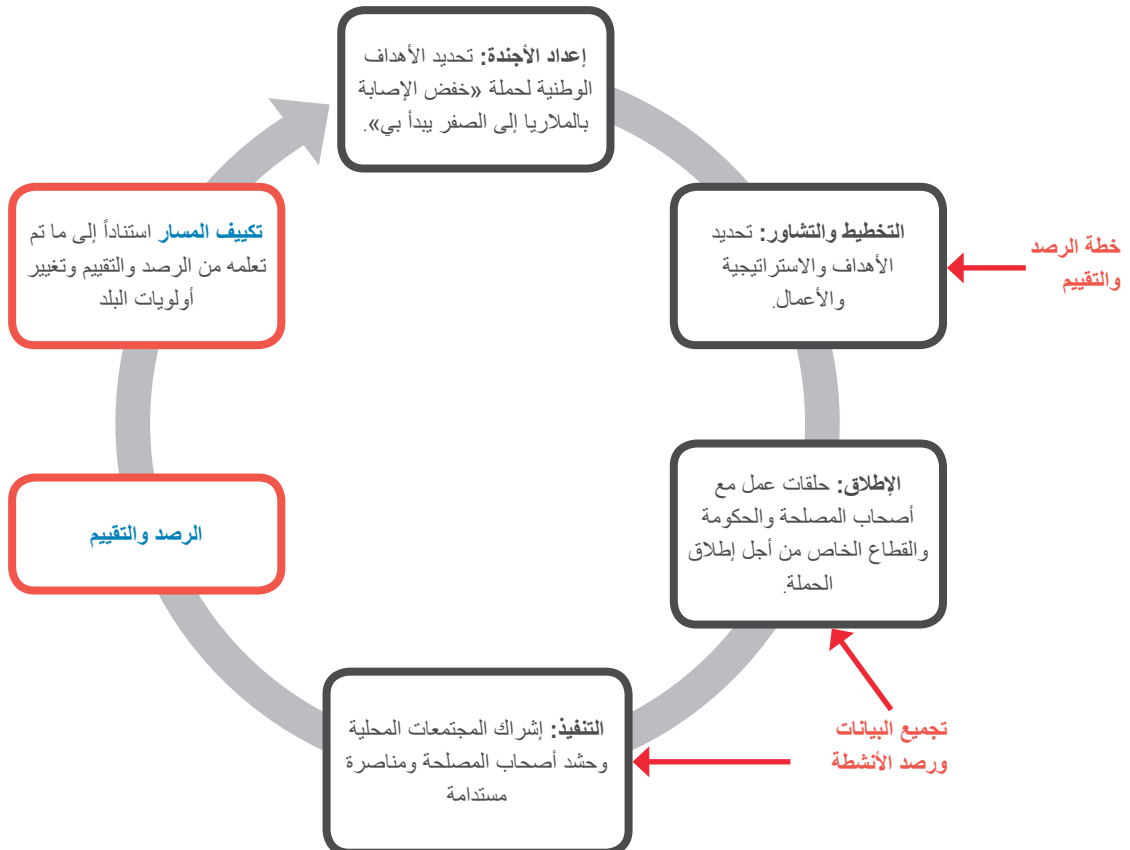 إعداد الأجندة: تحديد الأهداف
الوطنية لحملة «خفض الإصابة
بالملاريا إلى الصفر يبدأ بي».
التخطيط والتشاور: تحديد
الأهداف والاستراتيجية
والأعمال.
خطة الرصد
والتقييم
الإطلاق: حلقات عمل مع
أصحاب المصلحة والحكومة
والقطاع الخاص من أجل إطلاق
الحملة.
تجميع البيانات
ورصد الأنشطة
التنفيذ: إشراك المجتمعات المحلية
وحشد أصحاب المصلحة ومناصرة
مستدامة
الرصد والتقييم
تكييف المسار استناداً إلى ما تم
تعلمه من الرصد والتقييم وتغيير
أولويات البلد